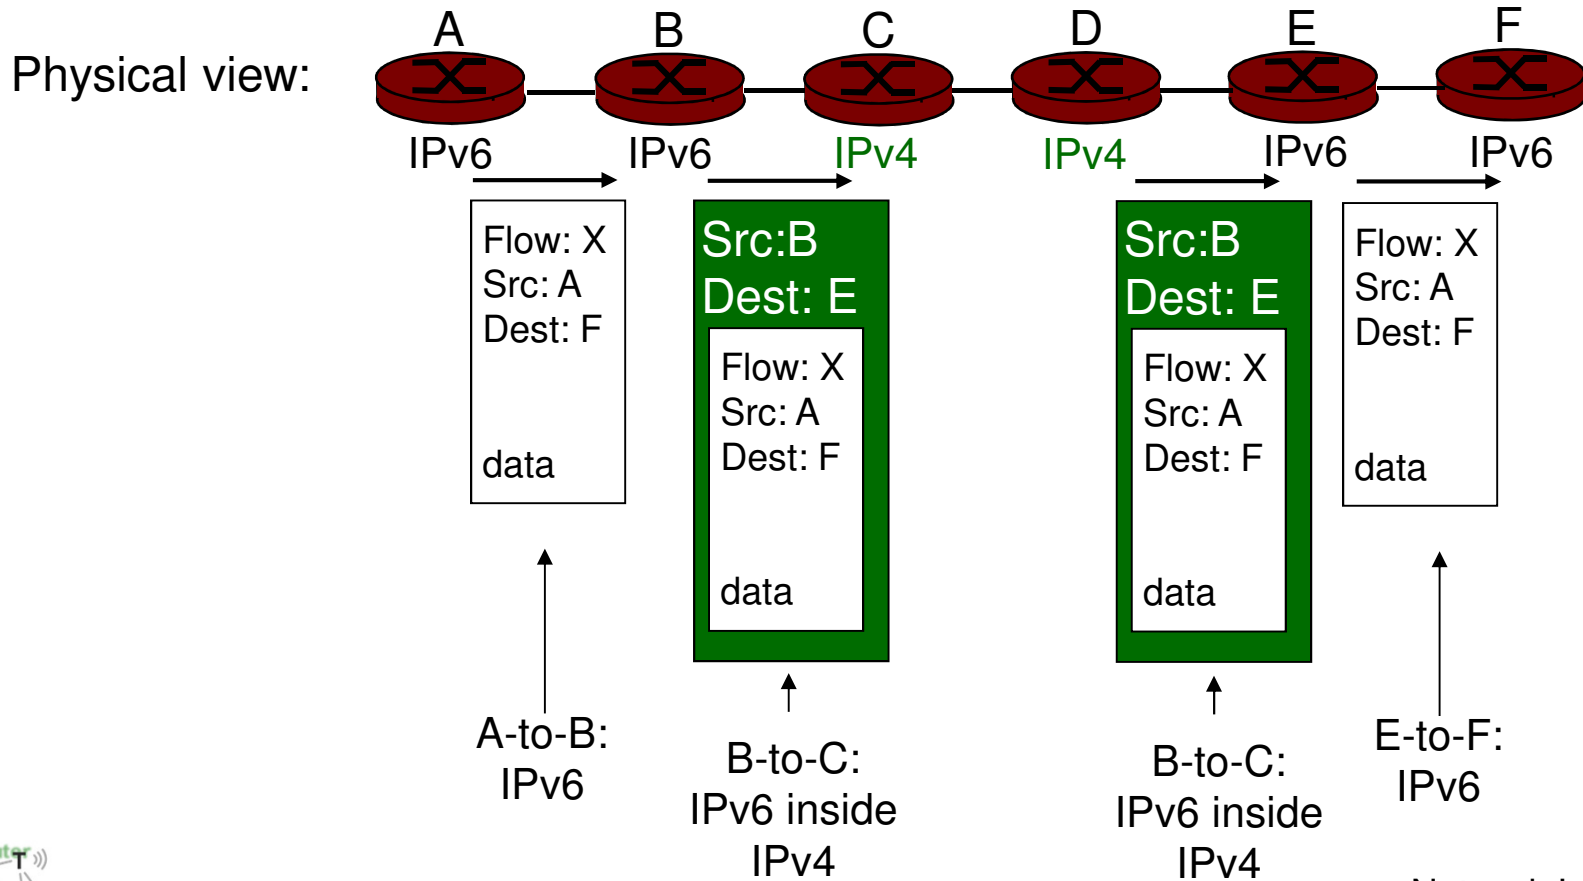 A B C D E F
Physical view:
IPv6 IPv6 IPv4 IPv4 IPv6 IPv6
Flow: X
Src: A
Dest: F
data
Src:B
Dest: E
Flow: X
Src: A
Dest: F
data
Src:B
Dest: E
Flow: X
Src: A
Dest: F
data
Flow: X
Src: A
Dest: F
data
A-to-B:
IPv6
B-to-C:
IPv6 inside
IPv4
B-to-C:
IPv6 inside
IPv4
E-to-F:
IPv6
T